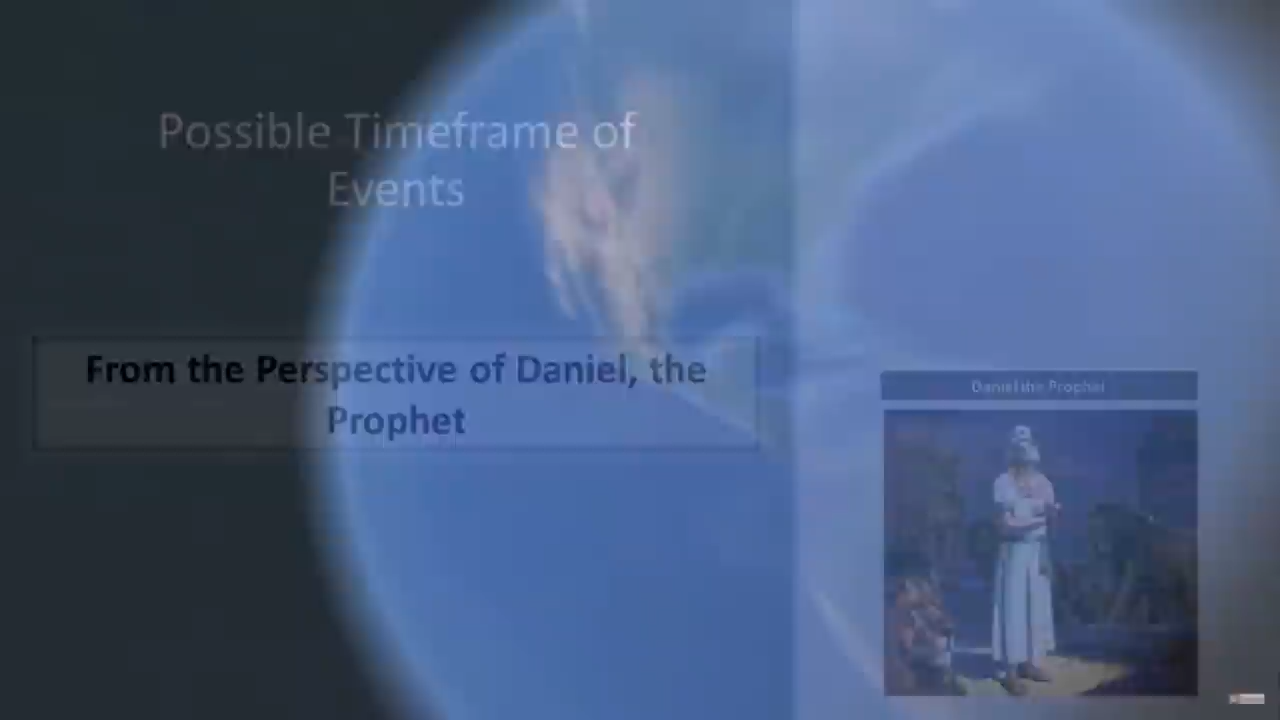 Possible Timeframe of
Events
From the Perspective of Daniel, the
Prophet
Daniel the Prophet